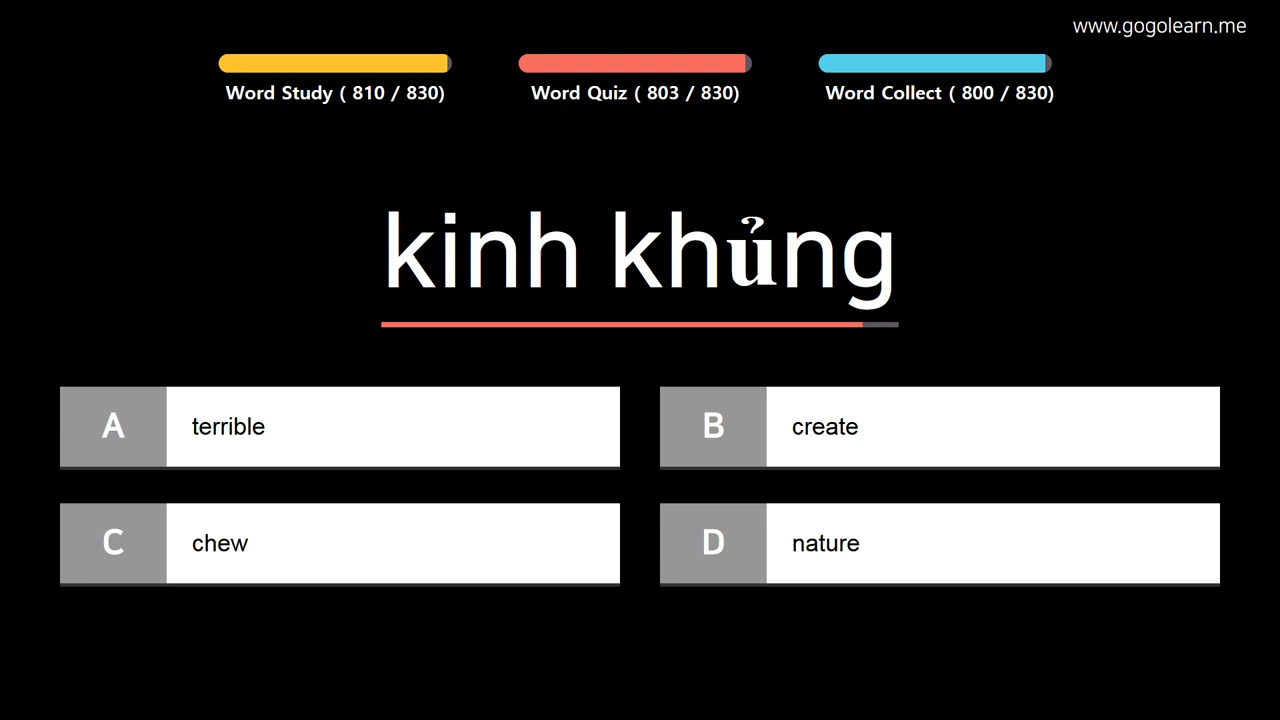 www.gogolearn.me
Word Study ( 810 / 830)
Word Quiz ( 803 / 830)
Word Collect ( 800 / 830)
kinh khủng
A terrible
B create
C chew
D nature